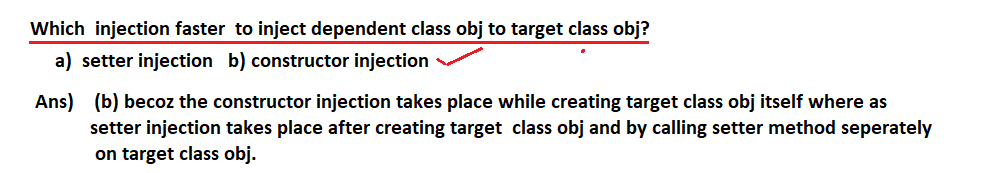 Which injection faster to inject dependent class obj to target class obj?
a) setter injection b) constructor injection
Ans) (b) becoz the constructor injection takes place while creating target class obj itself where as
setter injection takes place after creating target class obj and by calling setter method seperately
on target class obj.